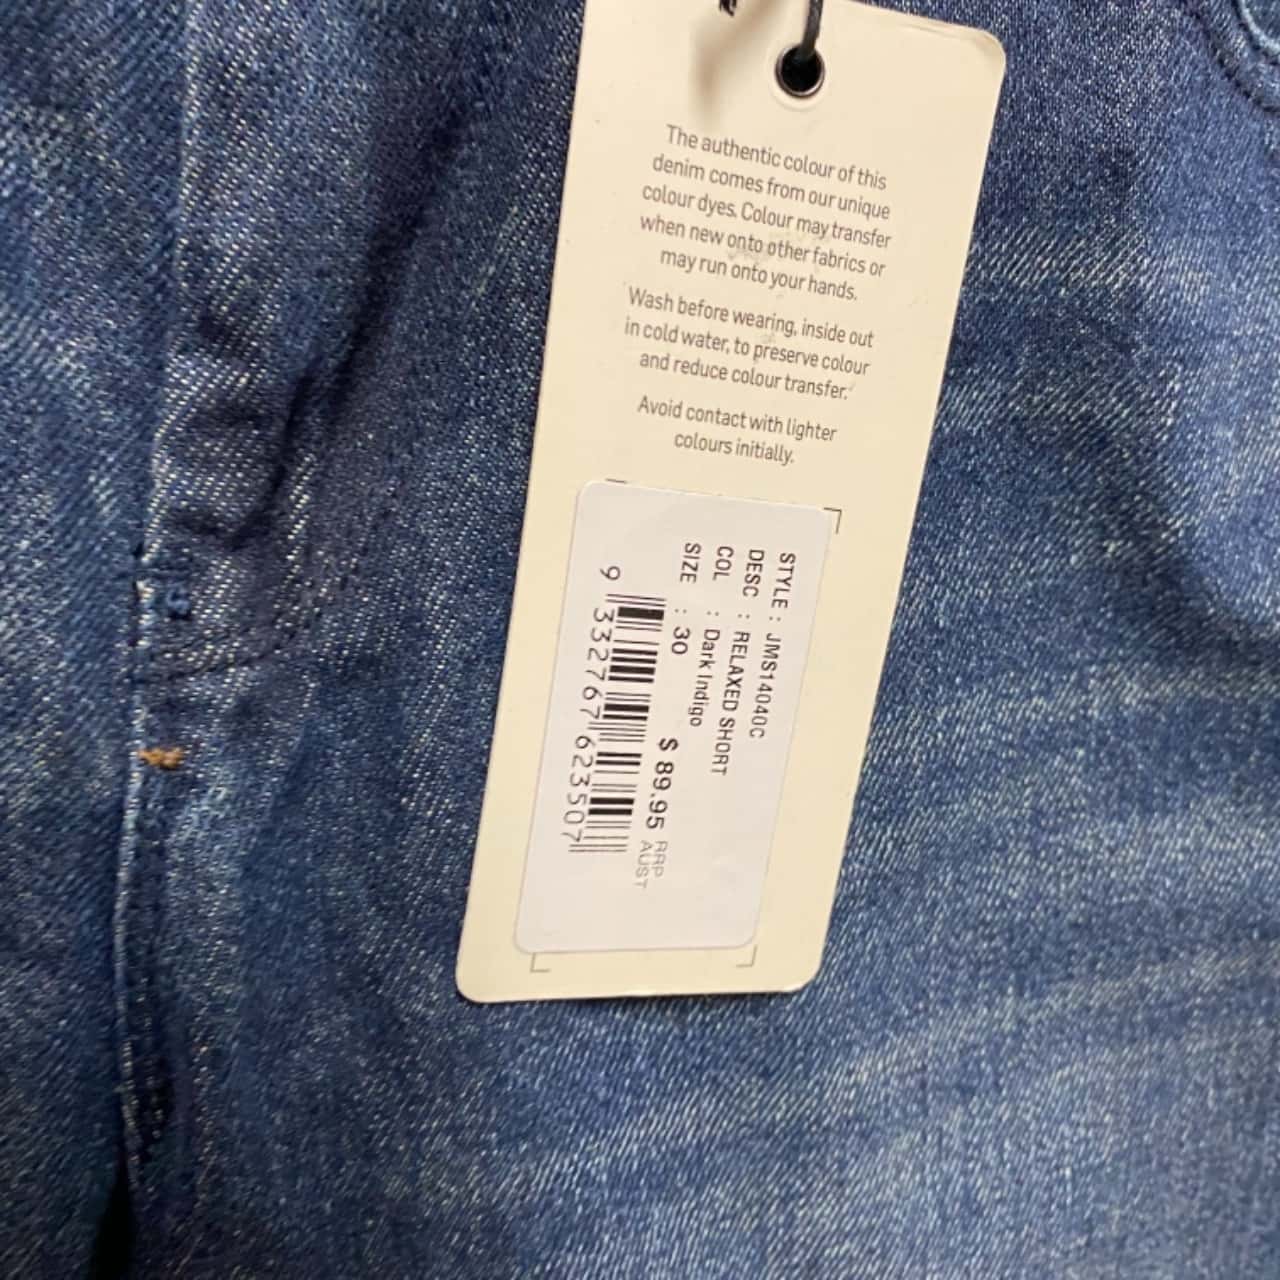 The authentic colour of this
denim comes from our unique
colour dyes. Colour may transfer
when new onto other fabrics or
may run onto your hands.
Wash before wearing, inside out
in cold water, to preserve colour
and reduce colour transfer.
Avoid contact with lighter
colours initially.
STYLE : JMS14040C
DESC : RELAXED SHORT
COL : Dark Indigo
SIZE : 30
$ 89.95 RRP AUST
9 332767 623507